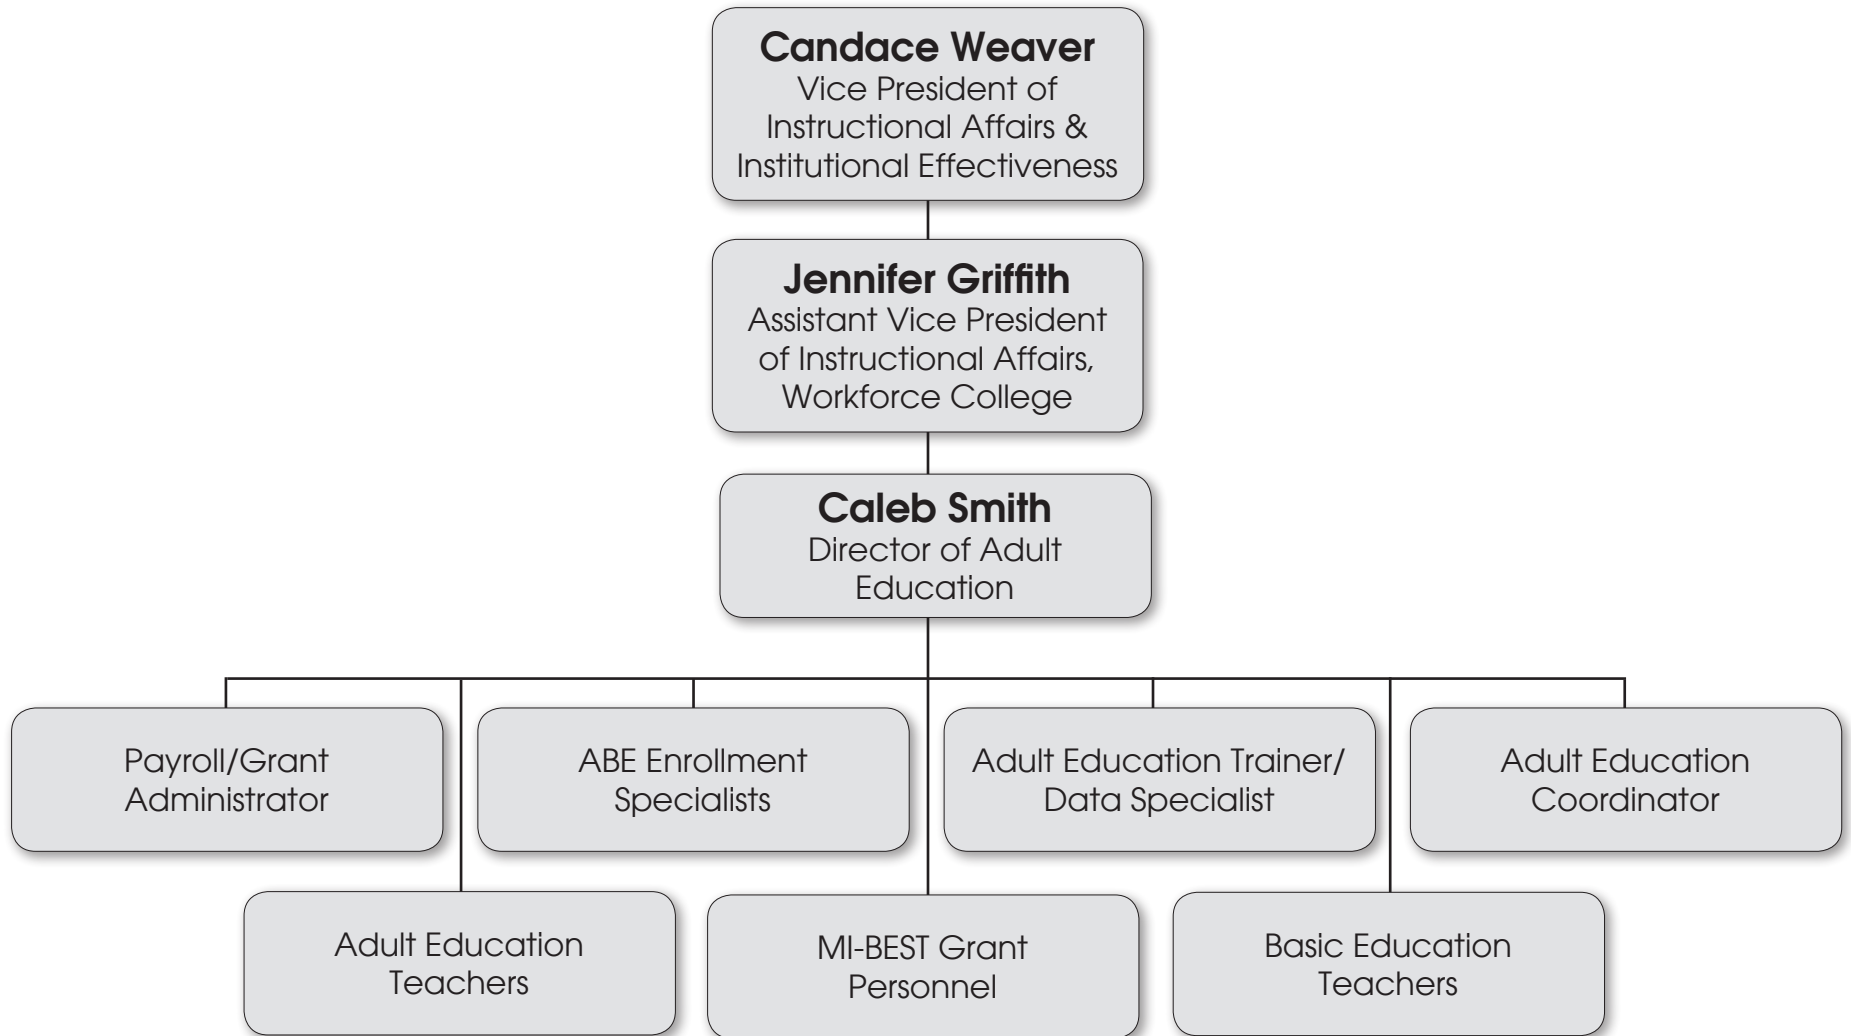 Candace Weaver
Vice President of
Instructional Affairs &
Institutional Effectiveness
Jennifer Griffith
Assistant Vice President
of Instructional Affairs,
Workforce College
Caleb Smith
Director of Adult
Education
Payroll/Grant
Administrator
ABE Enrollment
Specialists
Adult Education Trainer/
Data Specialist
Adult Education
Coordinator
Adult Education
Teachers
MI-BEST Grant
Personnel
Basic Education
Teachers